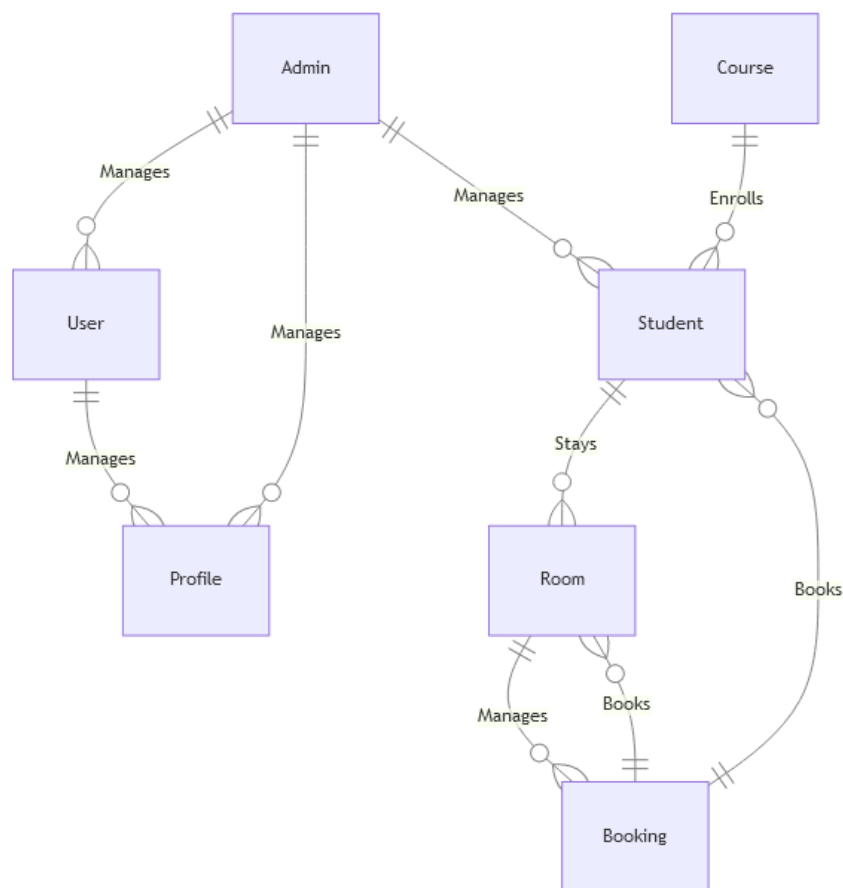 Admin
Course
Manages
Manages
Enrolls
User
Manages
Student
Manages
Stays
Profile
Room
Books
Manages
Books
Booking